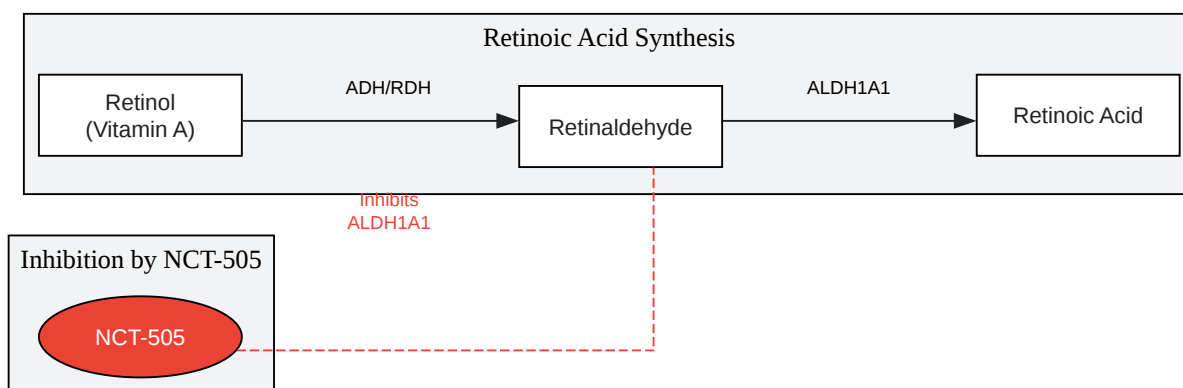 Retinoic Acid Synthesis
Retinol
(Vitamin A)
ADH/RDH
Retinaldehyde
ALDH1A1
Retinoic Acid
Inhibits
ALDH1A1
Inhibition by NCT-505
NCT-505